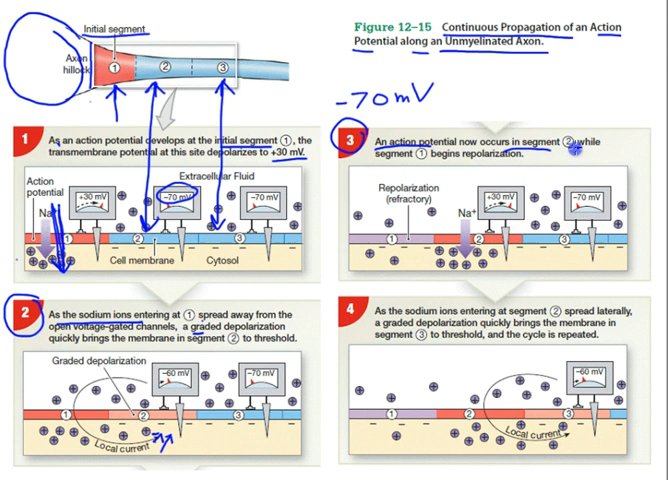 Initial segment
Axon
hillock
1
2
3
Figure 12–15 Continuous Propagation of an Action
Potential along an Unmyelinated Axon.
-70mV
1
As an action potential develops at the initial segment ①, the
transmembrane potential at this site depolarizes to +30 mV.
Extracellular Fluid
Action
potential
+30 mV
–70 mV
–70 mV
Na⁺
1
2
3
Cell membrane
Cytosol
2
As the sodium ions entering at ① spread away from the
open voltage-gated channels, a graded depolarization
quickly brings the membrane in segment ② to threshold.
Graded depolarization
–60 mV
–70 mV
1
2
3
Local current
3
An action potential now occurs in segment ② while
segment ① begins repolarization.
Repolarization
(refractory)
+30 mV
–70 mV
Na⁺
1
2
3
4
As the sodium ions entering at segment ② spread laterally,
a graded depolarization quickly brings the membrane in
segment ③ to threshold, and the cycle is repeated.
–60 mV
1
2
3
Local current